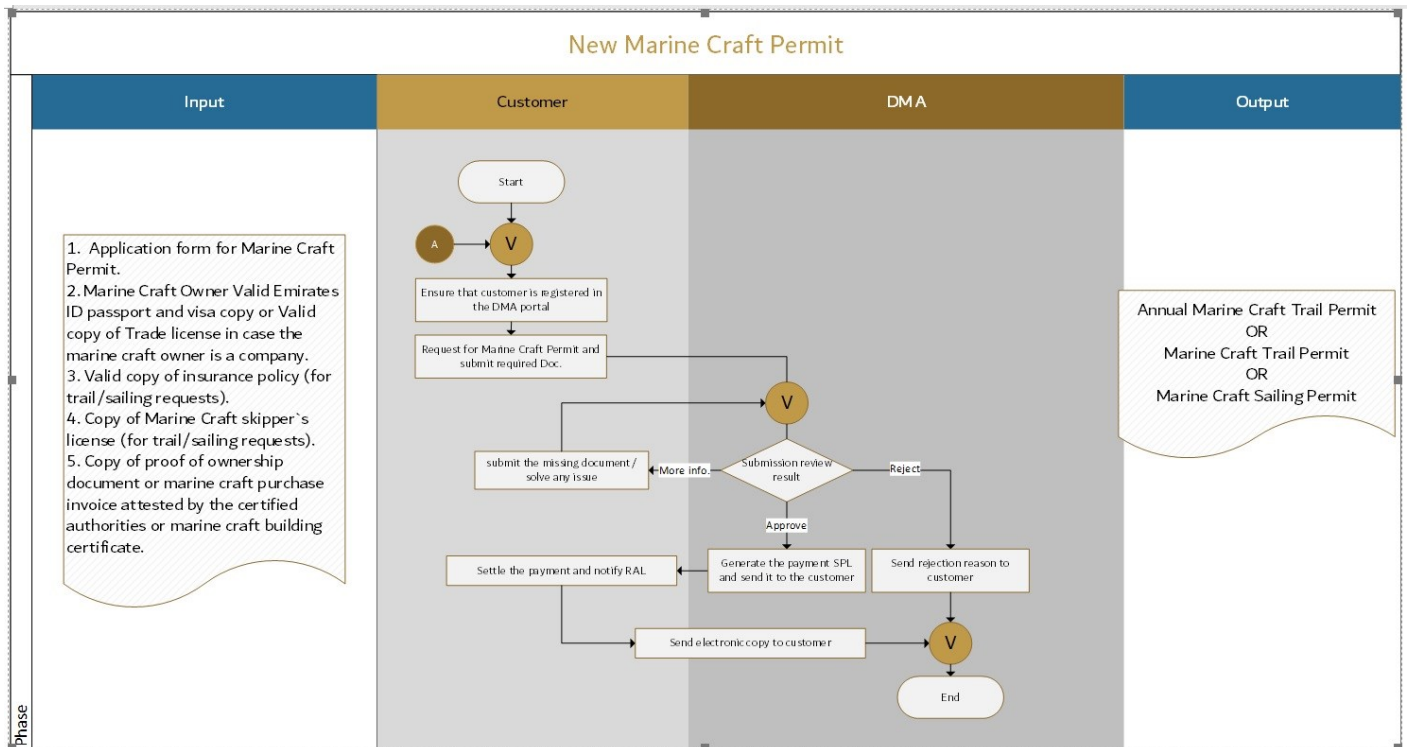 New Marine Craft Permit
Input
Customer
DMA
Output
Start
A
V
Ensure that customer is registered in
the DMA portal
Request for Marine Craft Permit and
submit required Doc.
V
submit the missing document /
solve any issue
More info.
Submission review
result
Reject
Approve
Settle the payment and notify RAL
Generate the payment SPL
and send it to the customer
Send rejection reason to
customer
Send electronic copy to customer
V
End
1. Application form for Marine Craft
Permit.
2. Marine Craft Owner Valid Emirates
ID passport and visa copy or Valid
copy of Trade license in case the
marine craft owner is a company.
3. Valid copy of insurance policy (for
trail/sailing requests).
4. Copy of Marine Craft skipper`s
license (for trail/sailing requests).
5. Copy of proof of ownership
document or marine craft purchase
invoice attested by the certified
authorities or marine craft building
certificate.
Annual Marine Craft Trail Permit
OR
Marine Craft Trail Permit
OR
Marine Craft Sailing Permit
Phase